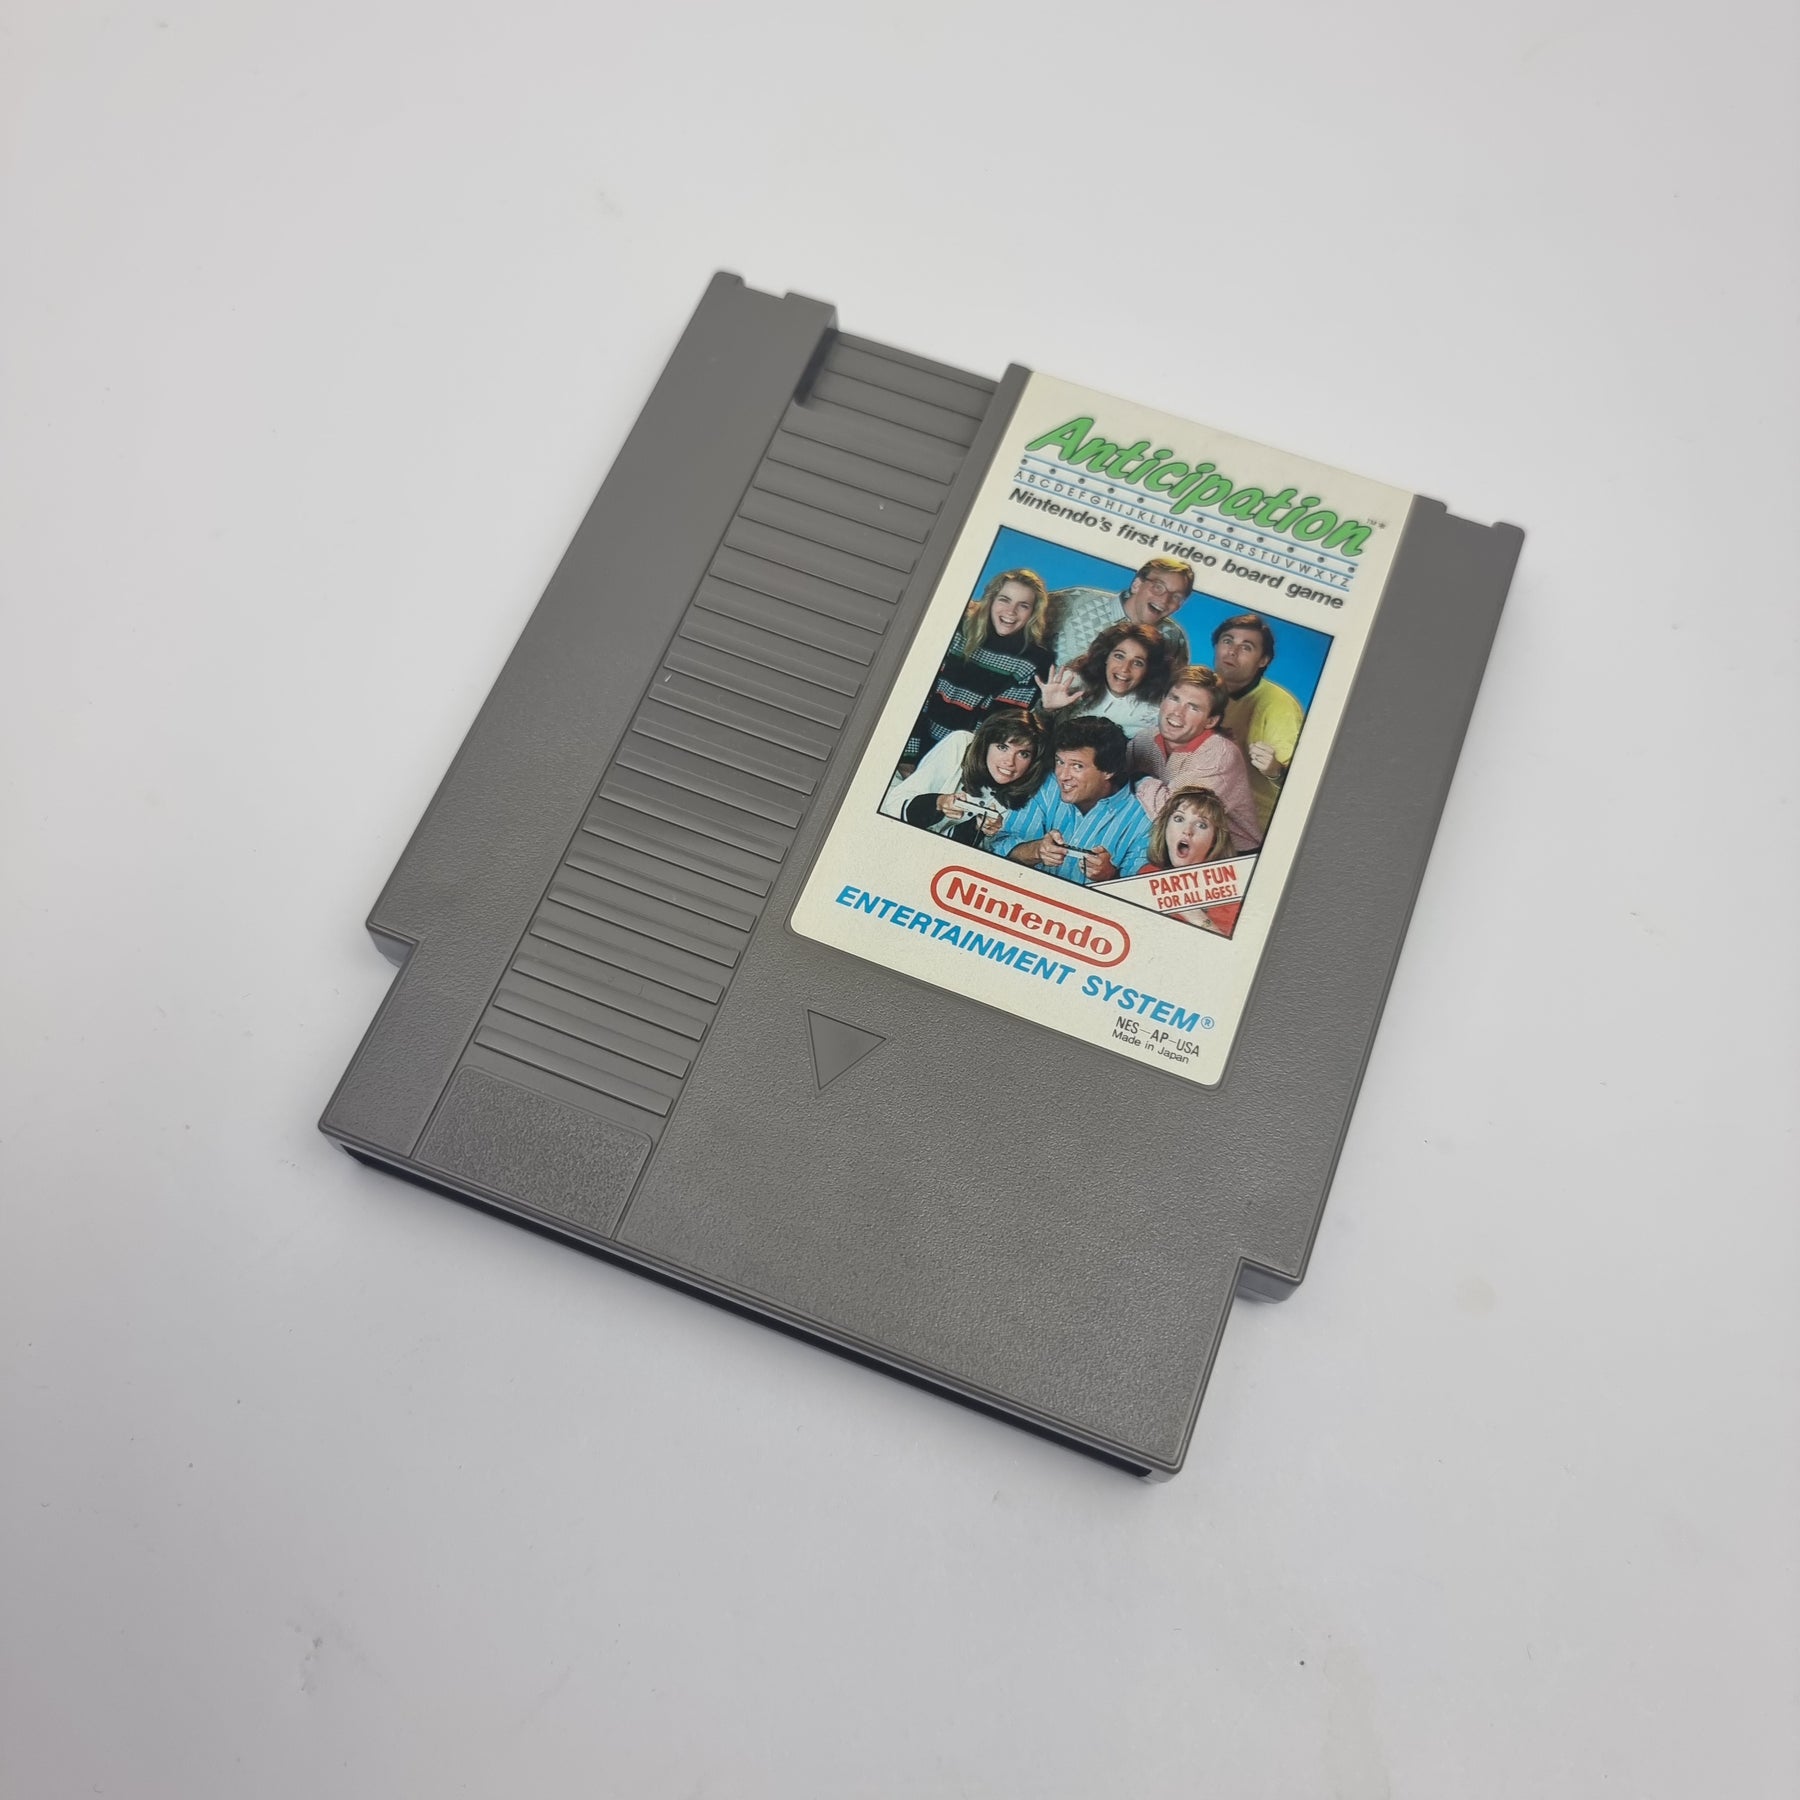 Anticipation™*
ABCDEFGHIJKLMNOPQRSTUVWXYZ
Nintendo's first video board game
PARTY FUN
FOR ALL AGES!
Nintendo
ENTERTAINMENT SYSTEM®
NES-AP-USA
Made in Japan